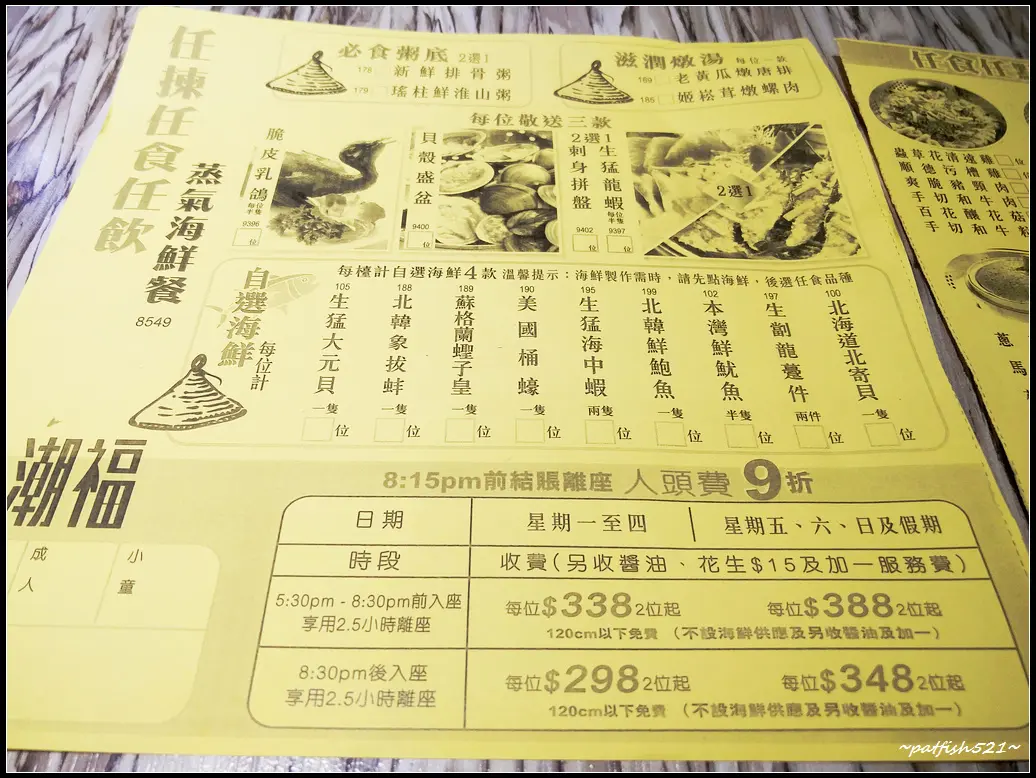 任揀任食任飲
蒸氣海鮮餐
8549
必食粥底 2選1
178 新鮮排骨粥
179 瑤柱鮮淮山粥
滋潤燉湯 每位一款
189 老黃瓜燉唐排
186 姬崧茸燉螺肉
每位敬送三款
脆皮乳鴿
每位半隻
9396
位
貝殼盛盆
9400
位
2選1
刺身拼盤
9402
位
生猛龍蝦
每位半隻
9397
位
2選1
自選海鮮
每位計
每檯計自選海鮮4款 溫馨提示：海鮮製作需時，請先點海鮮，後選任食品種
105 生猛大元貝 一隻 位
188 北韓象拔蚌 一隻 位
189 蘇格蘭蟶子皇 一隻 位
190 美國桶蠔 一隻 位
195 生猛海中蝦 兩隻 位
199 北韓鮮鮑魚 一隻 位
102 本灣鮮魷魚 半隻 位
197 生劏龍躉件 兩件 位
100 北海道北寄貝 一隻 位
潮福
成人
小童
8:15pm前結賬離座 人頭費9折
日期 星期一至四 星期五、六、日及假期
時段 收費(另收醬油、花生$15及加一服務費)
5:30pm - 8:30pm前入座
享用2.5小時離座
每位$338 2位起 每位$388 2位起
120cm以下免費 (不設海鮮供應及另收醬油及加一)
8:30pm後入座
享用2.5小時離座
每位$298 2位起 每位$348 2位起
120cm以下免費 (不設海鮮供應及另收醬油及加一)
任食任
~patfish521~